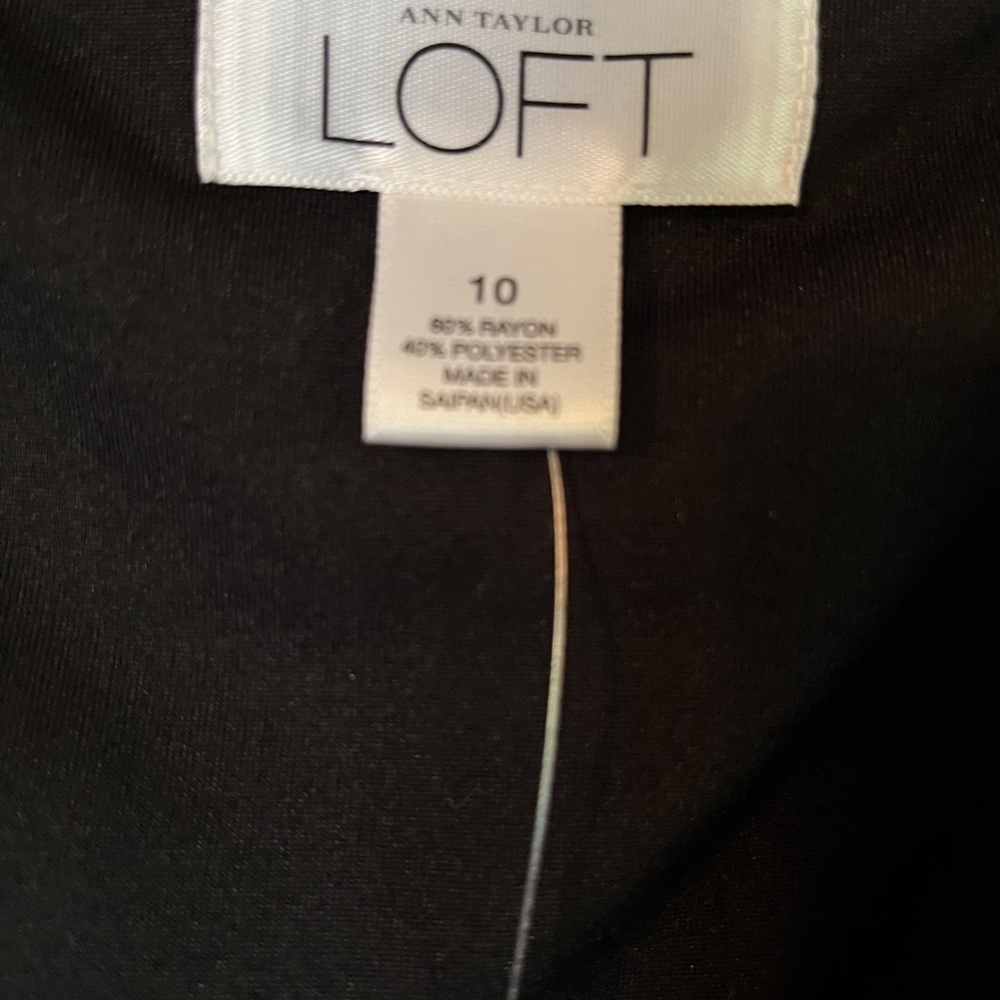 ANN TAYLOR
LOFT
10
60% RAYON
40% POLYESTER
MADE IN
SAIPAN(USA)